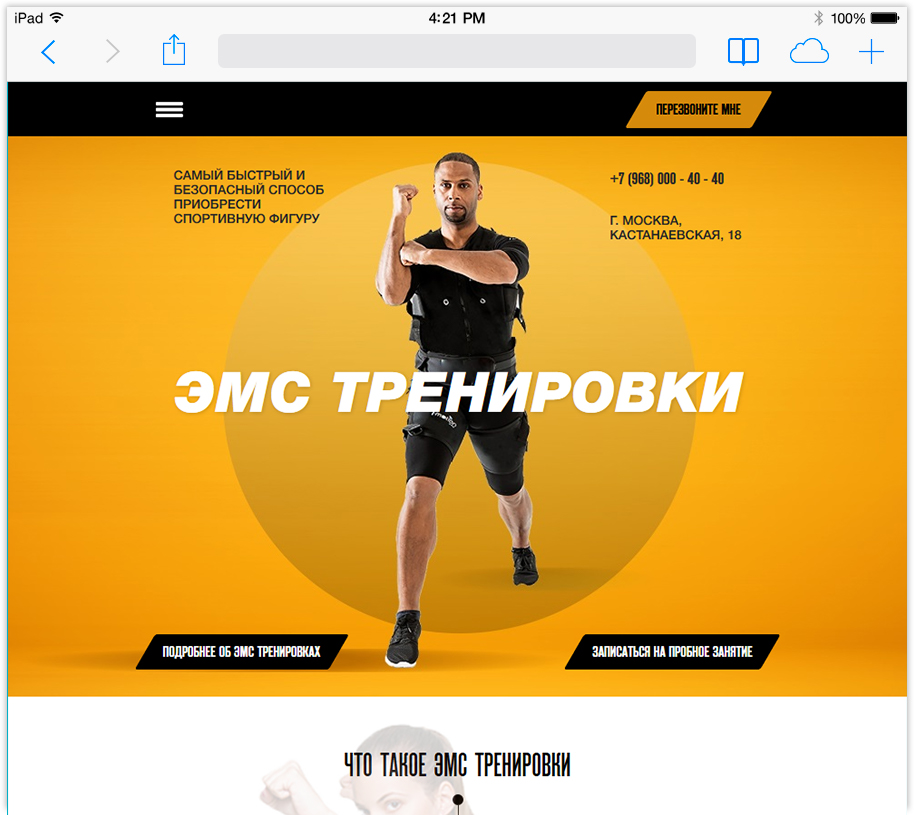 iPad 4:21 PM 100%
ПЕРЕЗВОНИТЕ МНЕ
САМЫЙ БЫСТРЫЙ И
БЕЗОПАСНЫЙ СПОСОБ
ПРИОБРЕСТИ
СПОРТИВНУЮ ФИГУРУ
+7 (968) 000 - 40 - 40
Г. МОСКВА,
КАСТАНАЕВСКАЯ, 18
ЭМС ТРЕНИРОВКИ
ПОДРОБНЕЕ ОБ ЭМС ТРЕНИРОВКАХ
ЗАПИСАТЬСЯ НА ПРОБНОЕ ЗАНЯТИЕ
ЧТО ТАКОЕ ЭМС ТРЕНИРОВКИ